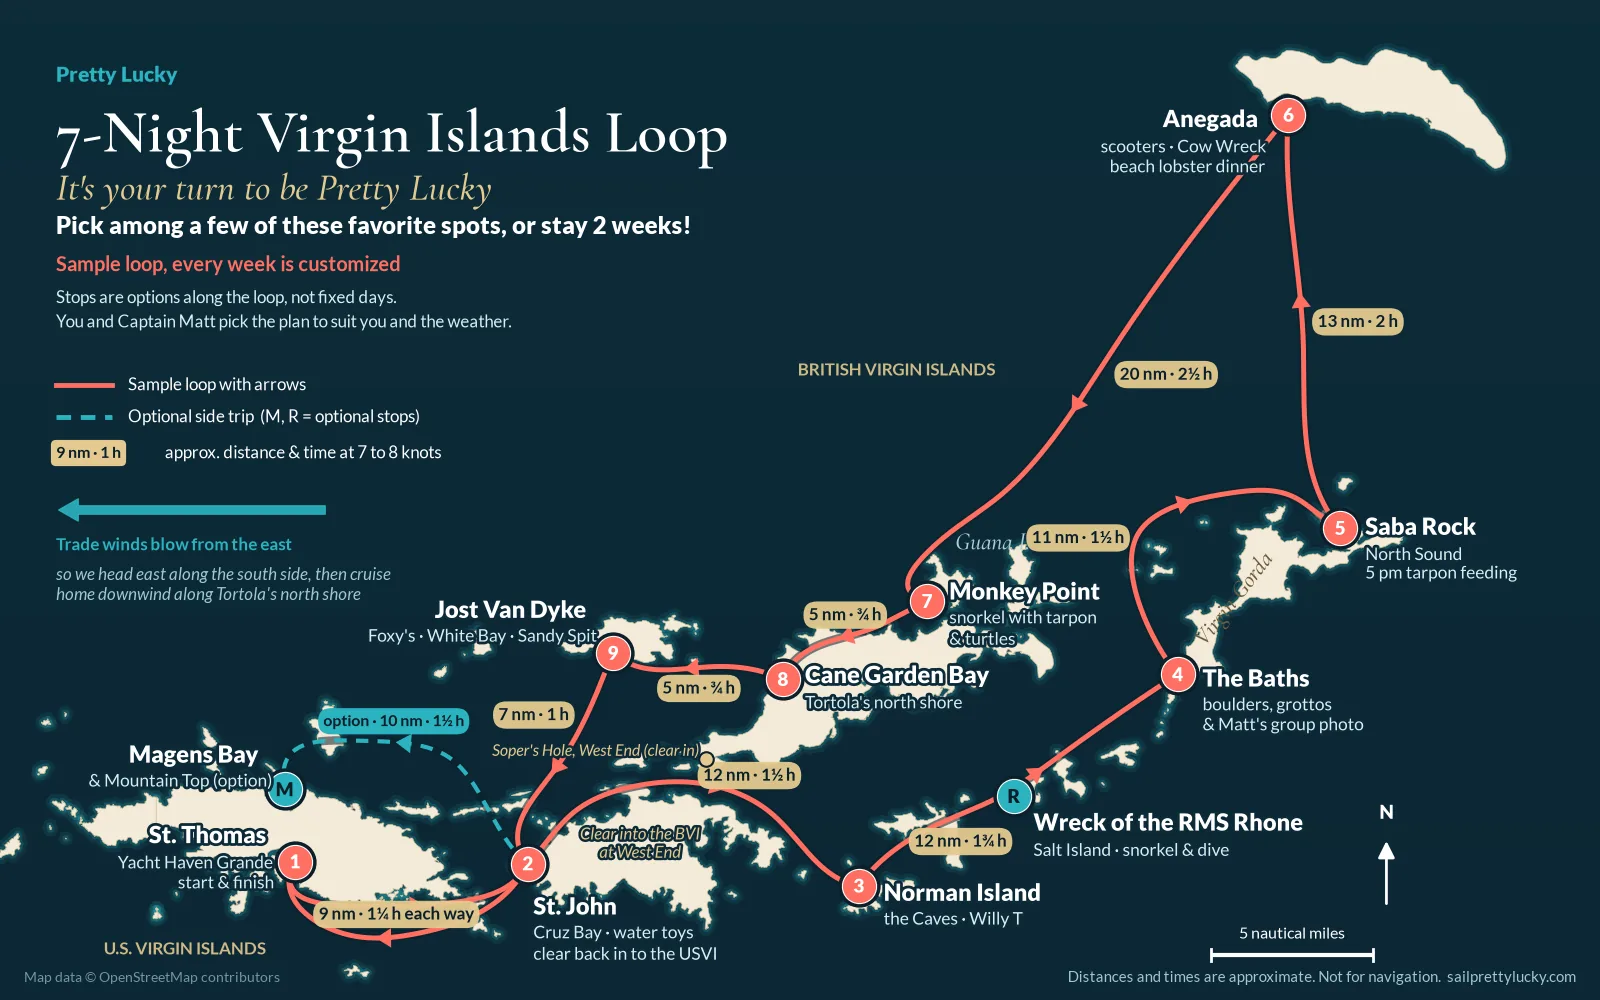 Pretty Lucky
7-Night Virgin Islands Loop
It's your turn to be Pretty Lucky
Pick among a few of these favorite spots, or stay 2 weeks!
Sample loop, every week is customized
Stops are options along the loop, not fixed days.
You and Captain Matt pick the plan to suit you and the weather.
Sample loop with arrows
Optional side trip (M, R = optional stops)
9 nm · 1 h
approx. distance & time at 7 to 8 knots
Trade winds blow from the east
so we head east along the south side, then cruise
home downwind along Tortola's north shore
6
Anegada
scooters · Cow Wreck
beach lobster dinner
13 nm · 2 h
BRITISH VIRGIN ISLANDS
20 nm · 2½ h
5
Saba Rock
North Sound
5 pm tarpon feeding
Guana
11 nm · 1½ h
Virgin Gorda
7
Monkey Point
snorkel with tarpon
& turtles
5 nm · ¾ h
Jost Van Dyke
Foxy's · White Bay · Sandy Spit
9
8
Cane Garden Bay
Tortola's north shore
5 nm · ¾ h
4
The Baths
boulders, grottos
& Matt's group photo
7 nm · 1 h
option · 10 nm · 1½ h
Soper's Hole, West End (clear in)
12 nm · 1½ h
Magens Bay
& Mountain Top (option)
M
R
Wreck of the RMS Rhone
Salt Island · snorkel & dive
12 nm · 1¾ h
St. Thomas
Yacht Haven Grande
start & finish
1
2
Clear into the BVI
at West End
3
Norman Island
the Caves · Willy T
9 nm · 1¼ h each way
St. John
Cruz Bay · water toys
clear back in to the USVI
N
5 nautical miles
U.S. VIRGIN ISLANDS
Map data © OpenStreetMap contributors
Distances and times are approximate. Not for navigation. sailprettylucky.com